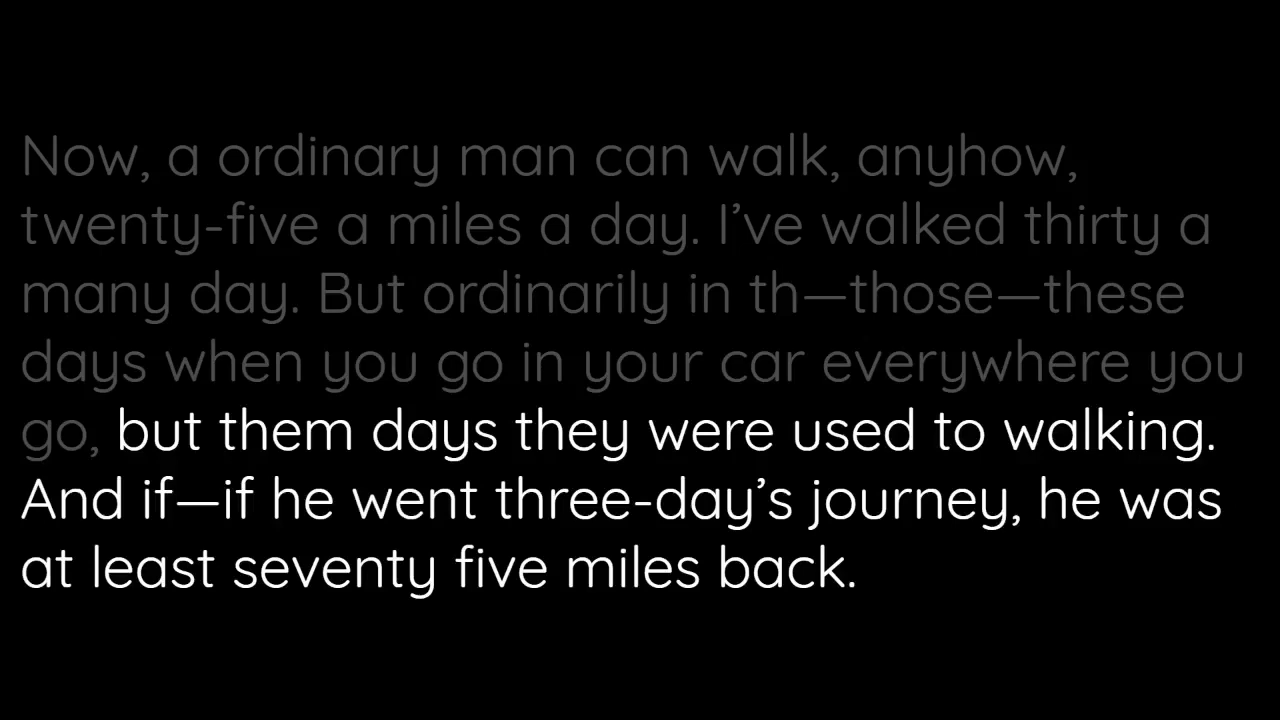 Now, a ordinary man can walk, anyhow,
twenty-five a miles a day. I’ve walked thirty a
many day. But ordinarily in th—those—these
days when you go in your car everywhere you
go, but them days they were used to walking.
And if—if he went three-day’s journey, he was
at least seventy five miles back.